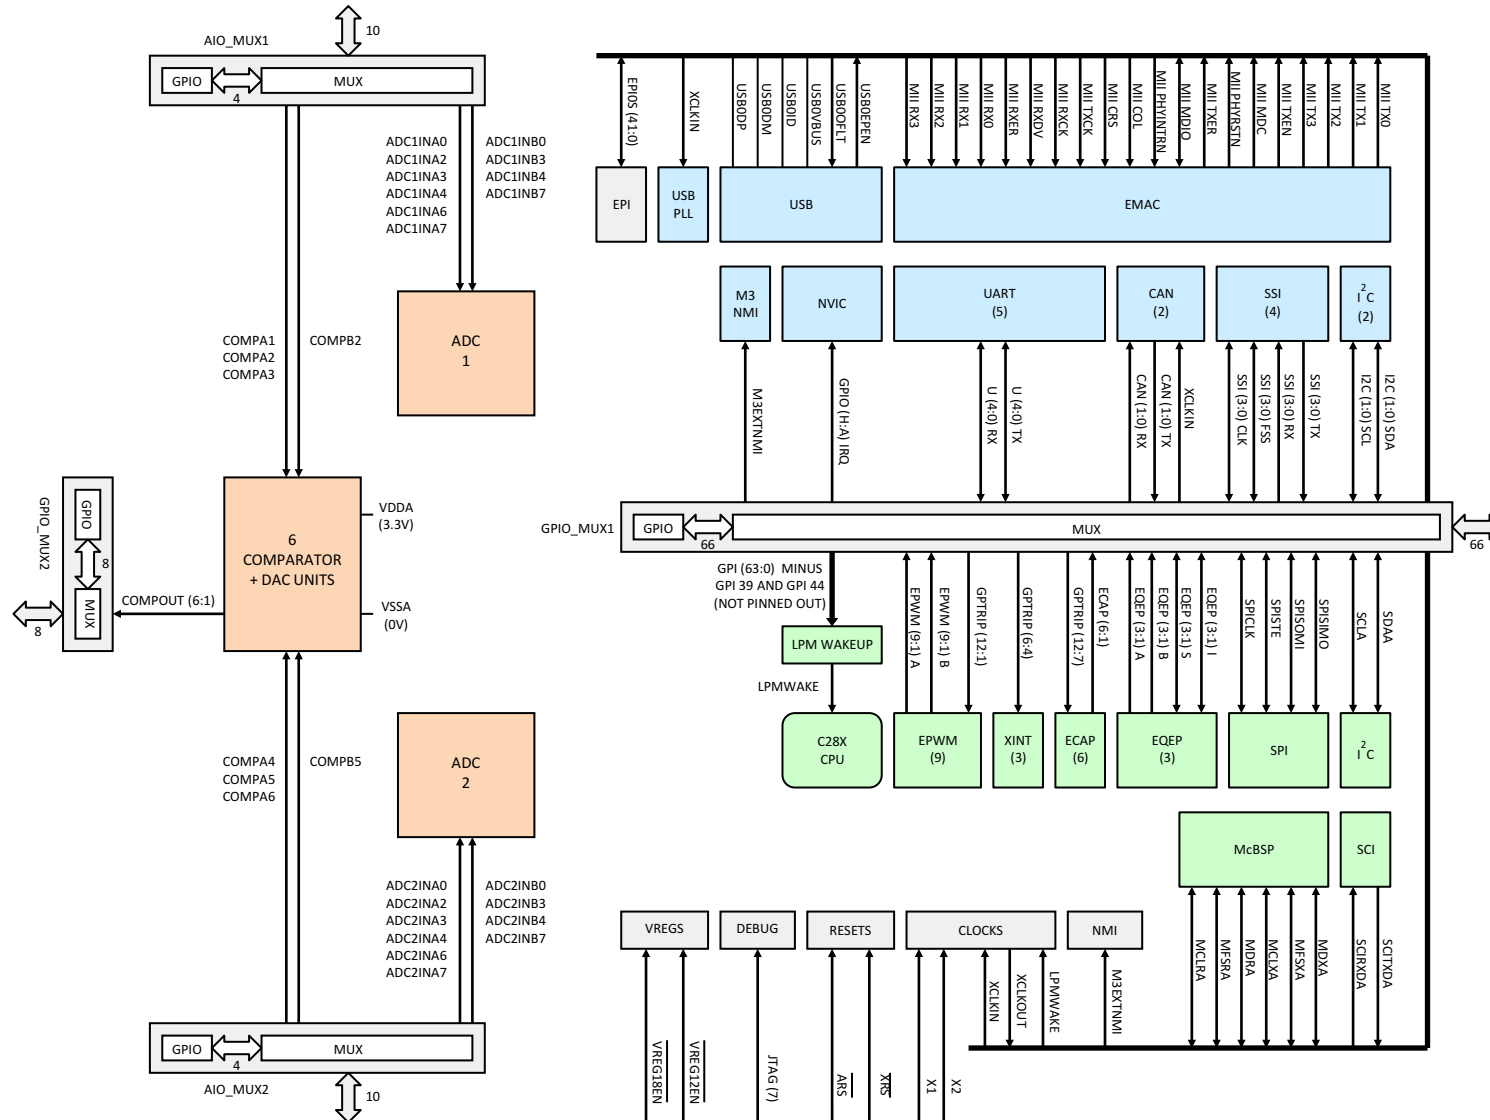 10
AIO_MUX1
GPIO
4
MUX
ADC1INA0
ADC1INA2
ADC1INA3
ADC1INA4
ADC1INA6
ADC1INA7
ADC1INB0
ADC1INB3
ADC1INB4
ADC1INB7
COMPA1
COMPA2
COMPA3
COMPB2
ADC
1
GPIO_MUX2
GPIO
8
MUX
8
COMPOUT (6:1)
6
COMPARATOR
+ DAC UNITS
VDDA
(3.3V)
VSSA
(0V)
COMPA4
COMPA5
COMPA6
COMPB5
ADC
2
ADC2INA0
ADC2INA2
ADC2INA3
ADC2INA4
ADC2INA6
ADC2INA7
ADC2INB0
ADC2INB3
ADC2INB4
ADC2INB7
GPIO
4
MUX
AIO_MUX2
10
EPI0S (41:0)
XCLKIN
USB0DP
USB0DM
USB0ID
USB0VBUS
USB0OFLT
USB0EPEN
MII RX3
MII RX2
MII RX1
MII RX0
MII RXER
MII RXDV
MII RXCK
MII TXCK
MII CRS
MII COL
MII PHYINTRN
MII MDIO
MII TXER
MII PHYRSTN
MII MDC
MII TXEN
MII TX3
MII TX2
MII TX1
MII TX0
EPI
USB
PLL
USB
EMAC
M3
NMI
NVIC
UART
(5)
CAN
(2)
SSI
(4)
I2C
(2)
M3EXTNMI
GPIO (H:A) IRQ
U (4:0) RX
U (4:0) TX
CAN (1:0) RX
CAN (1:0) TX
XCLKIN
SSI (3:0) CLK
SSI (3:0) FSS
SSI (3:0) RX
SSI (3:0) TX
I2C (1:0) SCL
I2C (1:0) SDA
GPIO_MUX1
GPIO
66
MUX
66
GPI (63:0) MINUS
GPI 39 AND GPI 44
(NOT PINNED OUT)
LPM WAKEUP
LPMWAKE
EPWM (9:1) A
EPWM (9:1) B
GPTRIP (12:1)
GPTRIP (6:4)
GPTRIP (12:7)
ECAP (6:1)
EQEP (3:1) A
EQEP (3:1) B
EQEP (3:1) S
EQEP (3:1) I
SPICLK
SPISTE
SPISOMI
SPISIMO
SCLA
SDAA
C28X
CPU
EPWM
(9)
XINT
(3)
ECAP
(6)
EQEP
(3)
SPI
I2C
McBSP
SCI
MCLRA
MFSRA
MDRA
MCLXA
MFSXA
MDXA
SCIRXDA
SCITXDA
VREGS
DEBUG
RESETS
CLOCKS
NMI
VREG18EN
VREG12EN
JTAG (7)
ARS
XRS
X1
X2
XCLKIN
XCLKOUT
LPMWAKE
M3EXTNMI